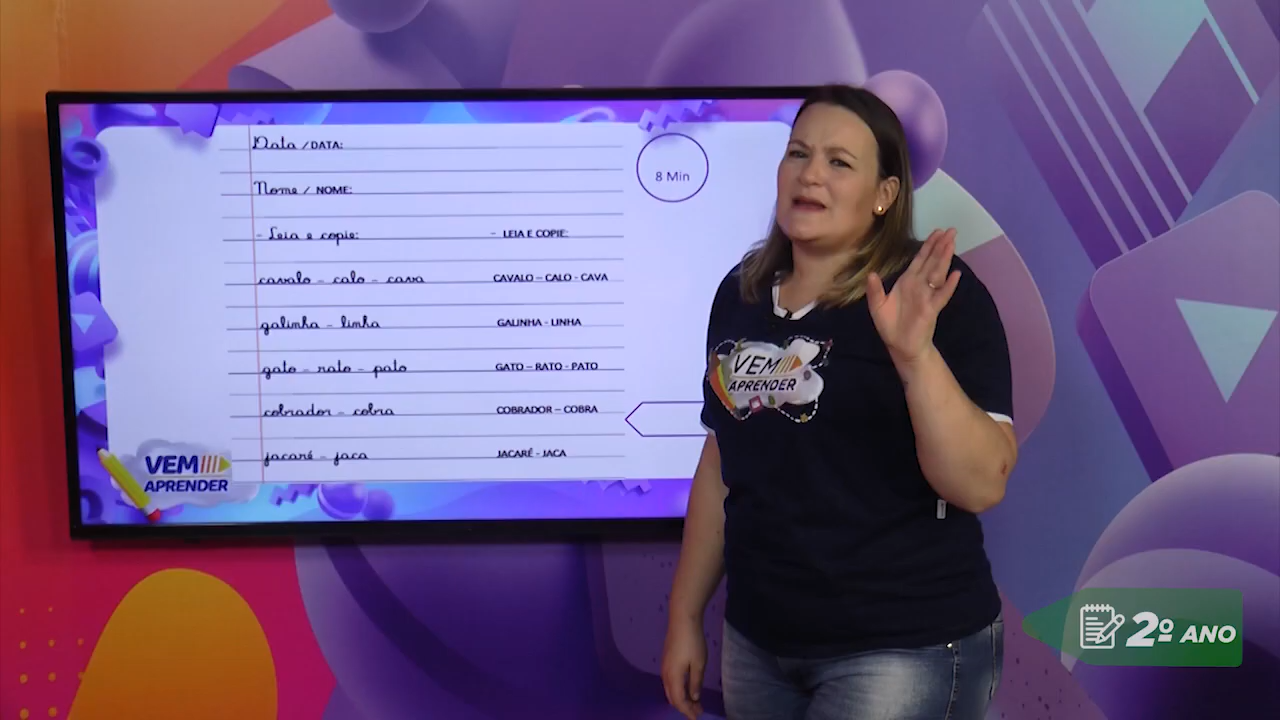 Data / DATA:
Nome / NOME:
- Leia e copie: - LEIA E COPIE:
cavalo - calo - cava CAVALO – CALO - CAVA
galinha - linha GALINHA - LINHA
gato - rato - pato GATO – RATO - PATO
cobrador - cobra COBRADOR – COBRA
jacaré - jaca JACARÉ - JACA
8 Min
VEM
APRENDER
VEM
APRENDER
2º ANO